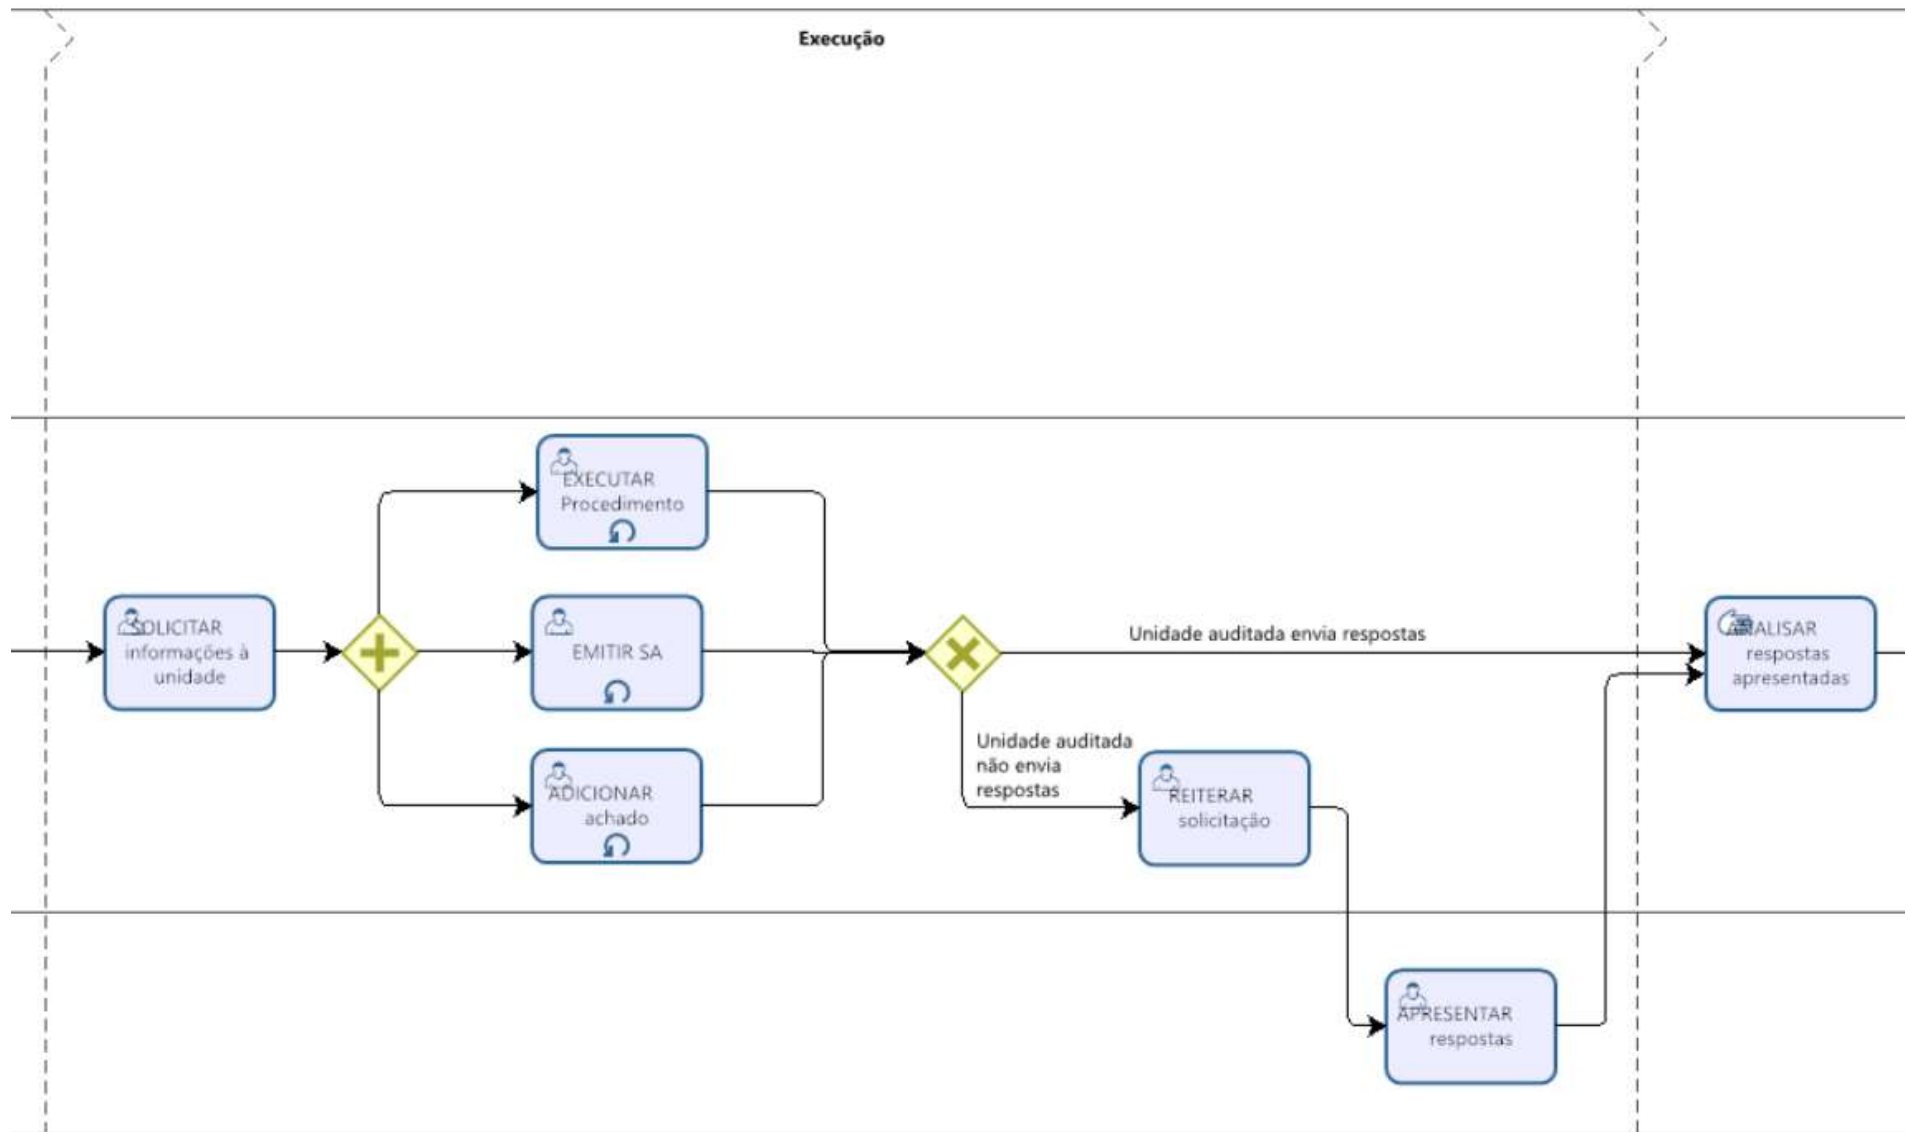 Execução
EXECUTAR
Procedimento
SOLICITAR
informações à
unidade
EMITIR SA
Unidade auditada envia respostas
ANALISAR
respostas
apresentadas
ADICIONAR
achado
Unidade auditada
não envia
respostas
REITERAR
solicitação
APRESENTAR
respostas